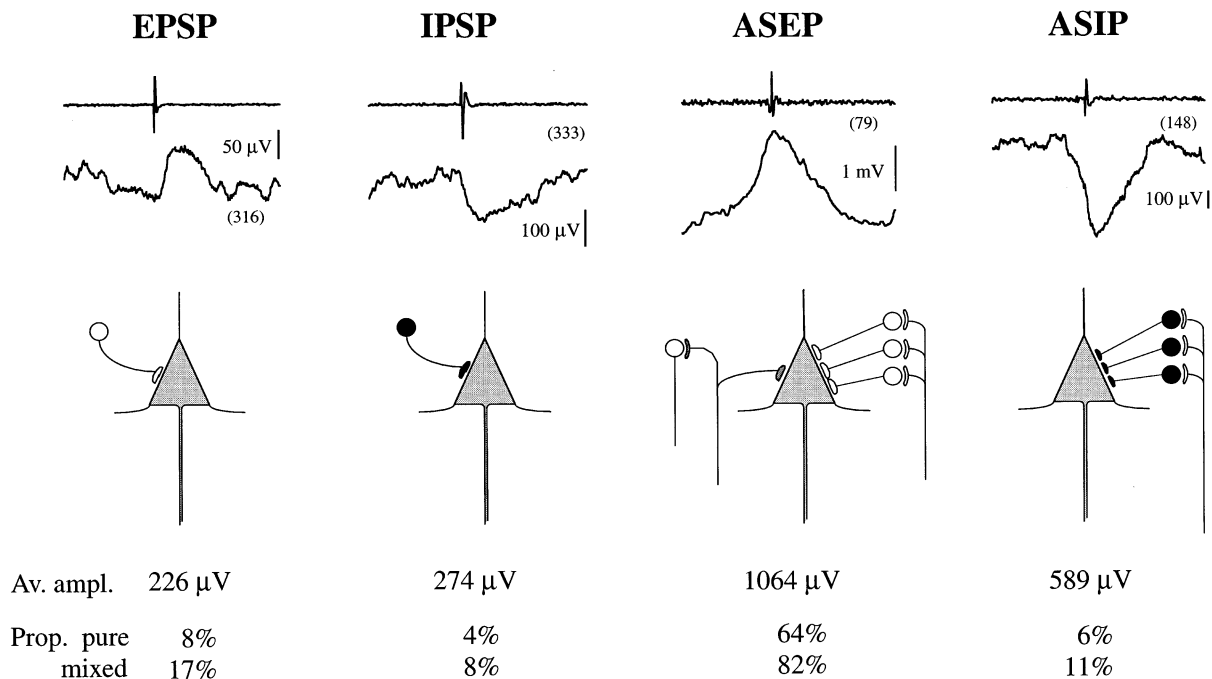 EPSP IPSP ASEP ASIP
(333) (79) (148)
50 μV
1 mV
100 μV
(316)
100 μV
Av. ampl. 226 μV 274 μV 1064 μV 589 μV
Prop. pure 8% 4% 64% 6%
mixed 17% 8% 82% 11%